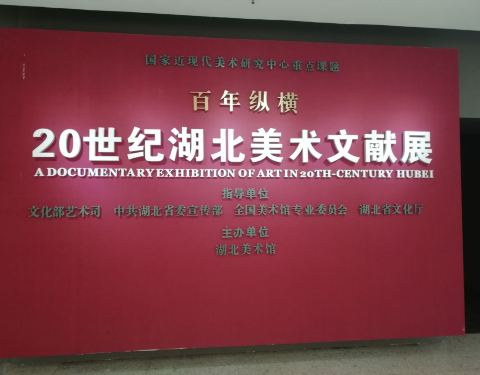 国家近现代美术研究中心重点课题
百年纵横
20世纪湖北美术文献展
A DOCUMENTARY EXHIBITION OF ART IN 20TH-CENTURY HUBEI
指导单位
文化部艺术司 中共湖北省委宣传部 全国美术馆专业委员会 湖北省文化厅
主办单位
湖北美术馆